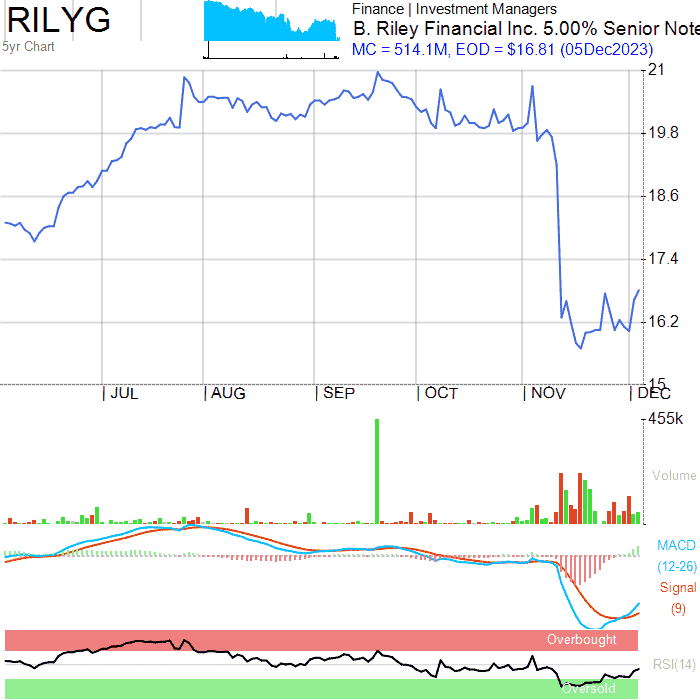 RILYG
5yr Chart
Finance | Investment Managers
B. Riley Financial Inc. 5.00% Senior Note
MC = 514.1M, EOD = $16.81 (05Dec2023)
21
19.8
18.6
17.4
16.2
15
| JUL | AUG | SEP | OCT | NOV | DEC
455k
Volume
MACD
(12-26)
Signal
(9)
Overbought
RSI(14)
Oversold